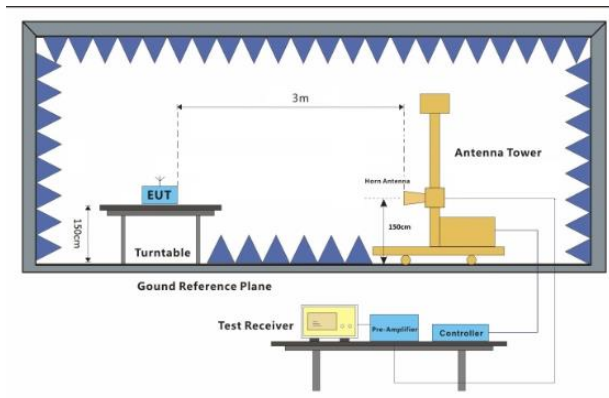 3m
Antenna Tower
Horn Antenna
EUT
150cm
150cm
Turntable
Gound Reference Plane
Test Receiver
Pre-Amplifier
Controller